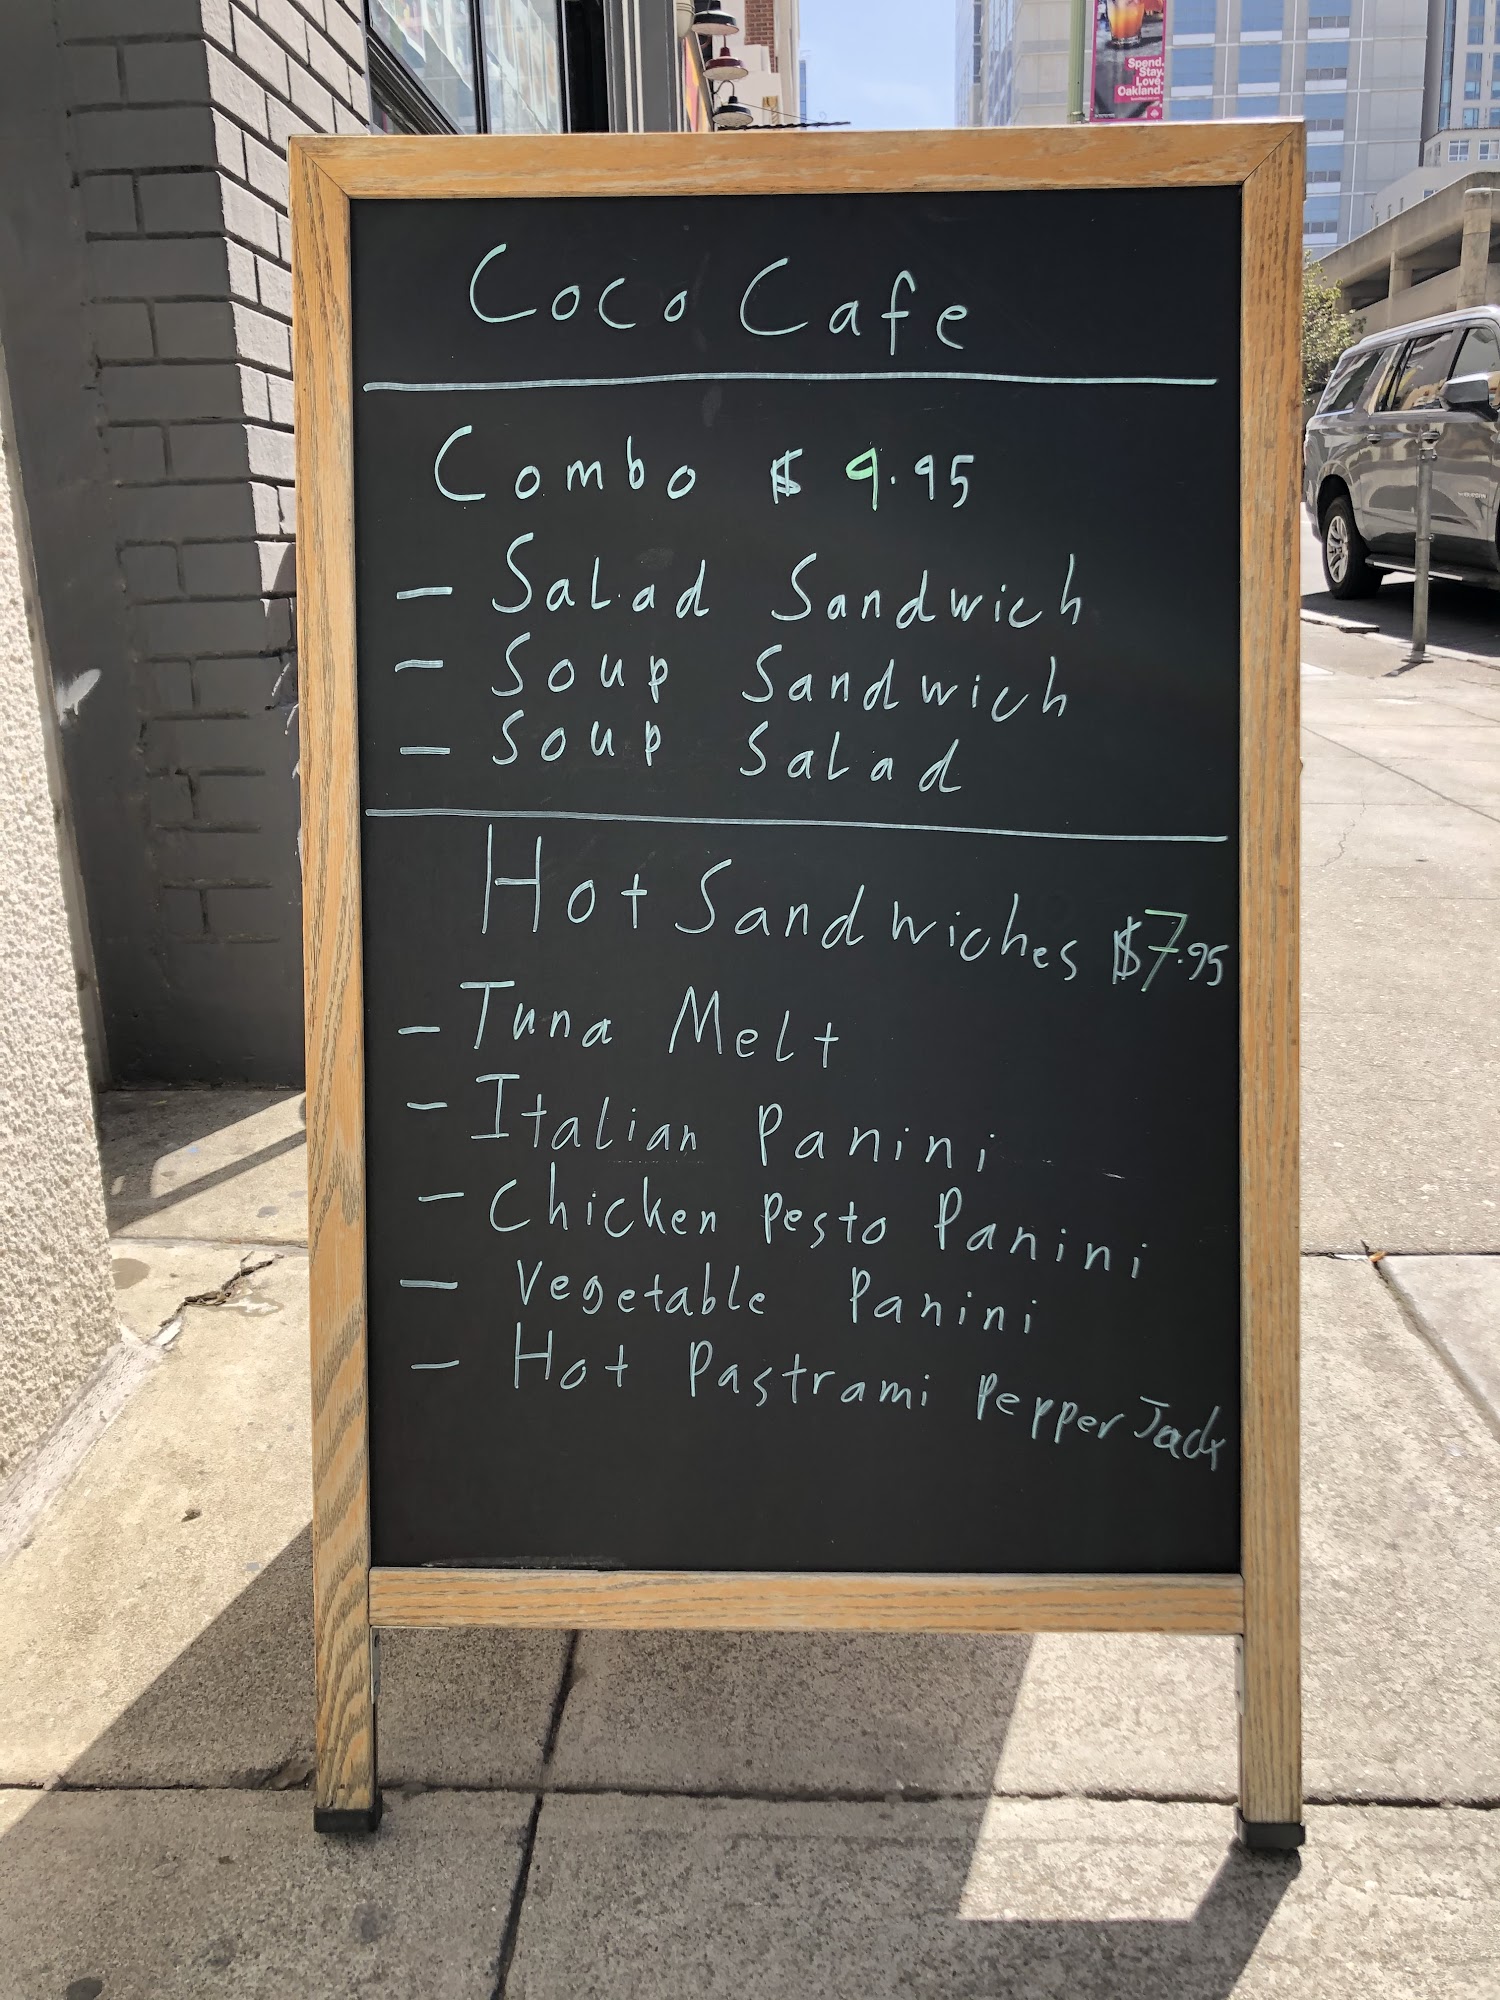 Spend.
Stay.
Love.
Oakland.
Coco Cafe
Combo $ 9.95
- Salad Sandwich
- Soup Sandwich
- Soup Salad
Hot Sandwiches $7.95
- Tuna Melt
- Italian Panini
- Chicken Pesto Panini
- Vegetable Panini
- Hot Pastrami Pepper Jack